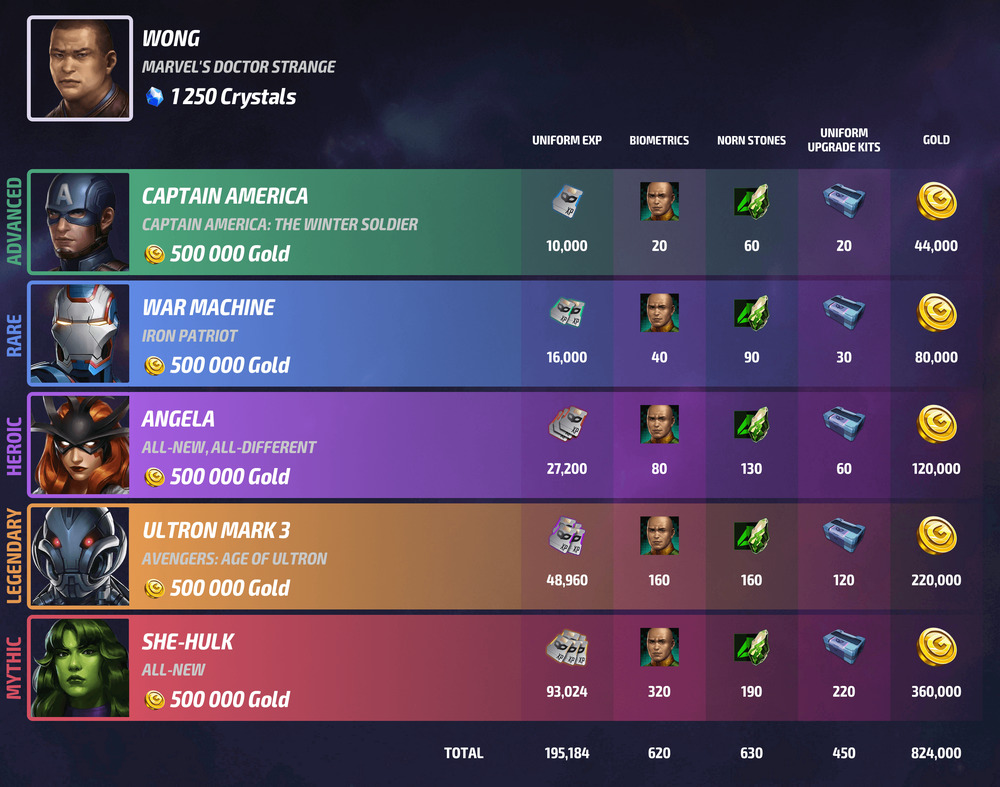 WONG
MARVEL'S DOCTOR STRANGE
1 250 Crystals
UNIFORM EXP BIOMETRICS NORN STONES UNIFORM UPGRADE KITS GOLD
ADVANCED
CAPTAIN AMERICA
CAPTAIN AMERICA: THE WINTER SOLDIER
500 000 Gold
10,000 20 60 20 44,000
RARE
WAR MACHINE
IRON PATRIOT
500 000 Gold
16,000 40 90 30 80,000
HEROIC
ANGELA
ALL-NEW, ALL-DIFFERENT
500 000 Gold
27,200 80 130 60 120,000
LEGENDARY
ULTRON MARK 3
AVENGERS: AGE OF ULTRON
500 000 Gold
48,960 160 160 120 220,000
MYTHIC
SHE-HULK
ALL-NEW
500 000 Gold
93,024 320 190 220 360,000
TOTAL 195,184 620 630 450 824,000